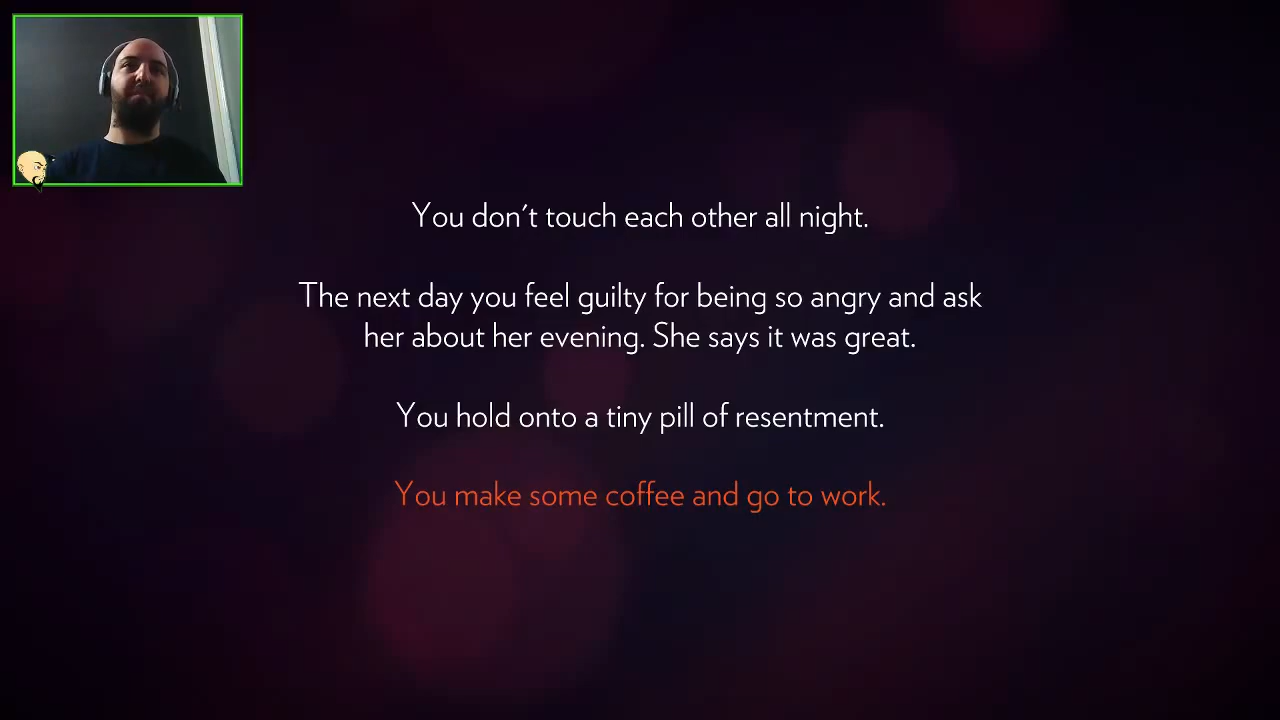 You don't touch each other all night.
The next day you feel guilty for being so angry and ask
her about her evening. She says it was great.
You hold onto a tiny pill of resentment.
You make some coffee and go to work.